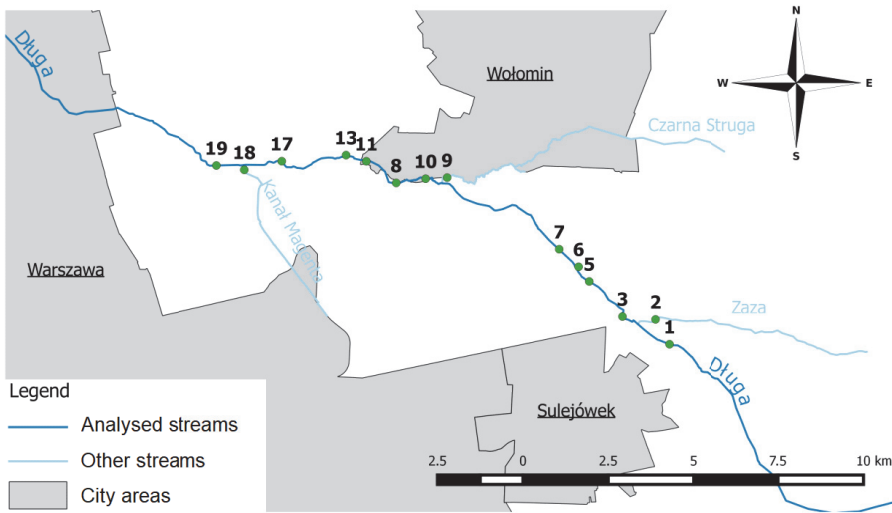 N
Długa
Wołomin
W
E
Czarna Struga
S
13
17
11
19
18
8
10
9
Kanał Magenta
7
6
5
Warszawa
3
2
Zaza
1
Długa
Legend
Analysed streams
Other streams
City areas
Sulejówek
2.5
0
2.5
5
7.5
10 km